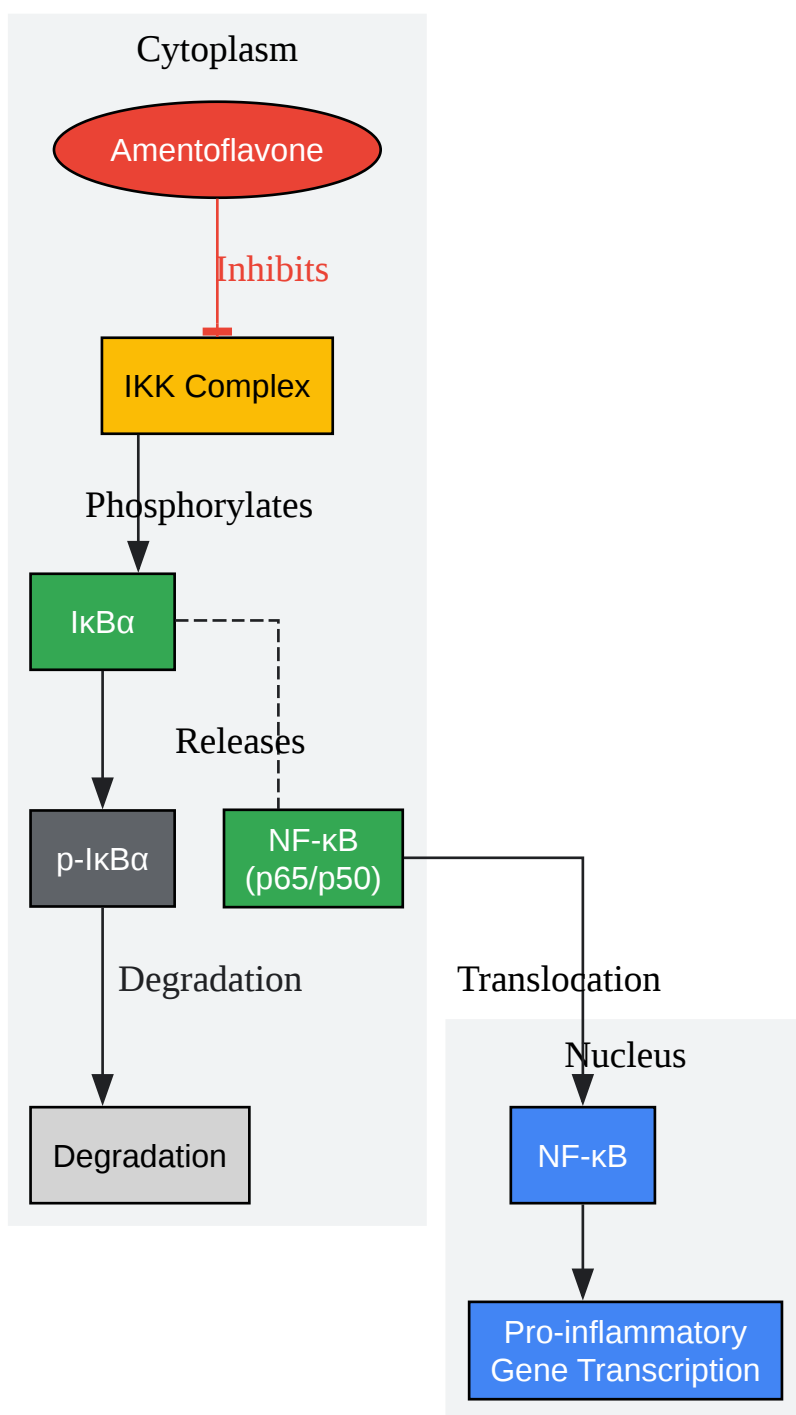 Cytoplasm
Amentoflavone
Inhibits
IKK Complex
Phosphorylates
IκBα
Releases
p-IκBα
NF-κB
(p65/p50)
Degradation
Translocation
Nucleus
Degradation
NF-κB
Pro-inflammatory
Gene Transcription